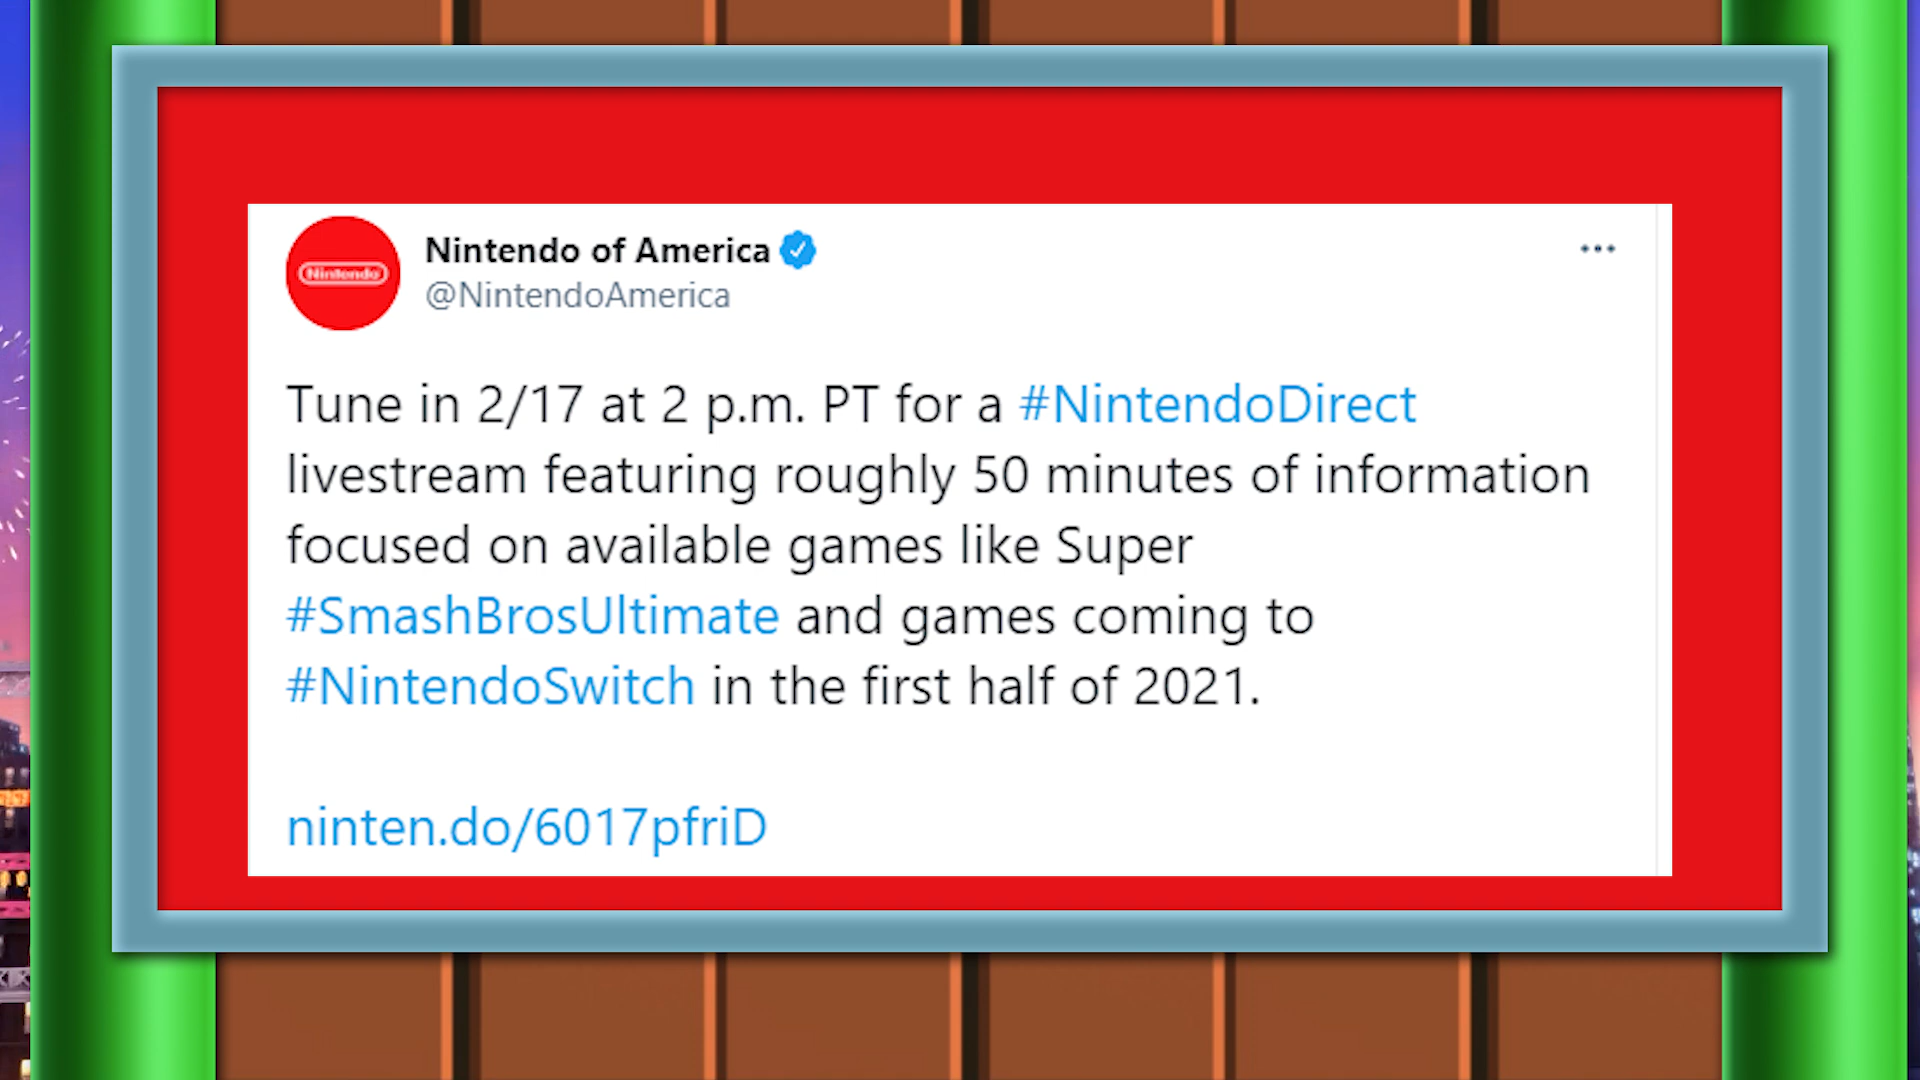 Nintendo
Nintendo of America
@NintendoAmerica
Tune in 2/17 at 2 p.m. PT for a #NintendoDirect
livestream featuring roughly 50 minutes of information
focused on available games like Super
#SmashBrosUltimate and games coming to
#NintendoSwitch in the first half of 2021.
ninten.do/6017pfriD